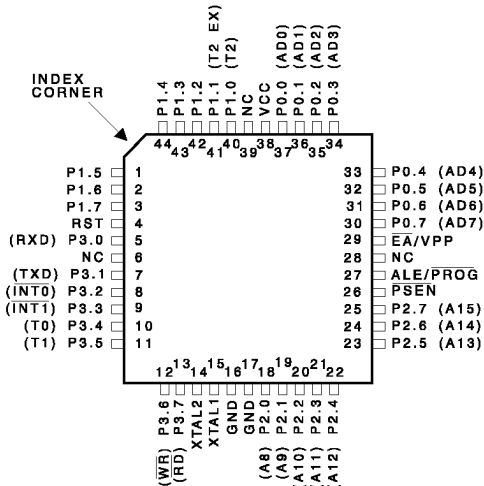 INDEX
CORNER
P1.4
P1.3
P1.2
P1.1 (T2 EX)
P1.0 (T2)
NC
VCC
P0.0 (AD0)
P0.1 (AD1)
P0.2 (AD2)
P0.3 (AD3)
44 43 42 41 40 39 38 37 36 35 34
P1.5 1
P1.6 2
P1.7 3
RST 4
(RXD) P3.0 5
NC 6
(TXD) P3.1 7
(INT0) P3.2 8
(INT1) P3.3 9
(T0) P3.4 10
(T1) P3.5 11
33 P0.4 (AD4)
32 P0.5 (AD5)
31 P0.6 (AD6)
30 P0.7 (AD7)
29 EA/VPP
28 NC
27 ALE/PROG
26 PSEN
25 P2.7 (A15)
24 P2.6 (A14)
23 P2.5 (A13)
12 13 14 15 16 17 18 19 20 21 22
(WR) P3.6
(RD) P3.7
XTAL2
XTAL1
GND
GND
(A8) P2.0
(A9) P2.1
(A10) P2.2
(A11) P2.3
(A12) P2.4